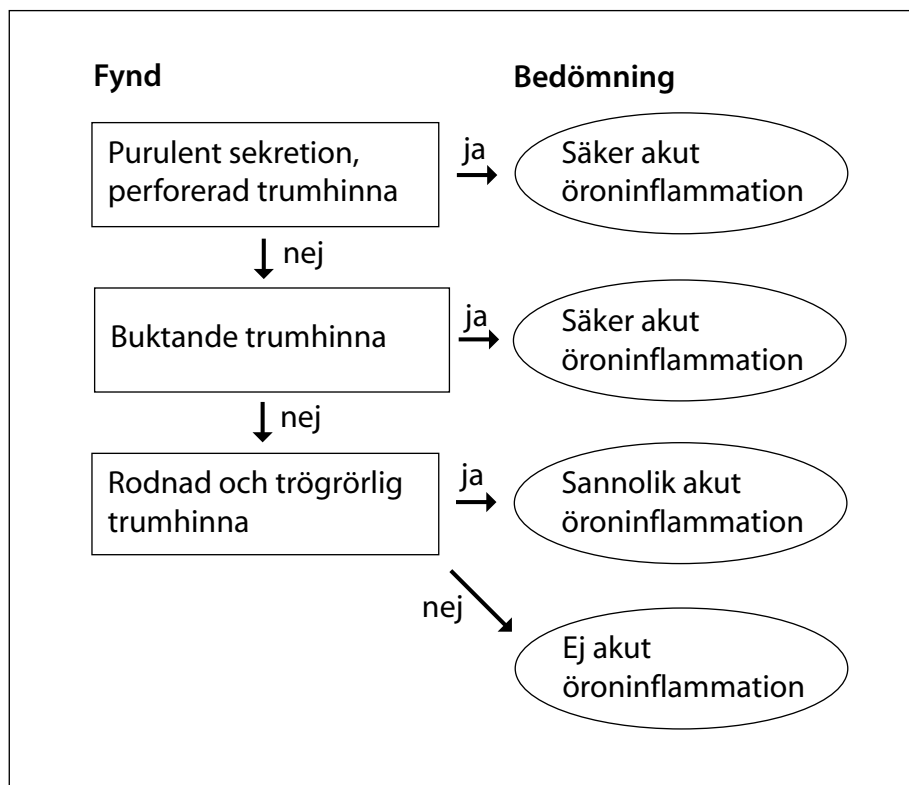 Fynd
Bedömning
Purulent sekretion,
perforerad trumhinna
ja
Säker akut
öroninflammation
nej
Buktande trumhinna
ja
Säker akut
öroninflammation
nej
Rodnad och trögrörlig
trumhinna
ja
Sannolik akut
öroninflammation
nej
Ej akut
öroninflammation